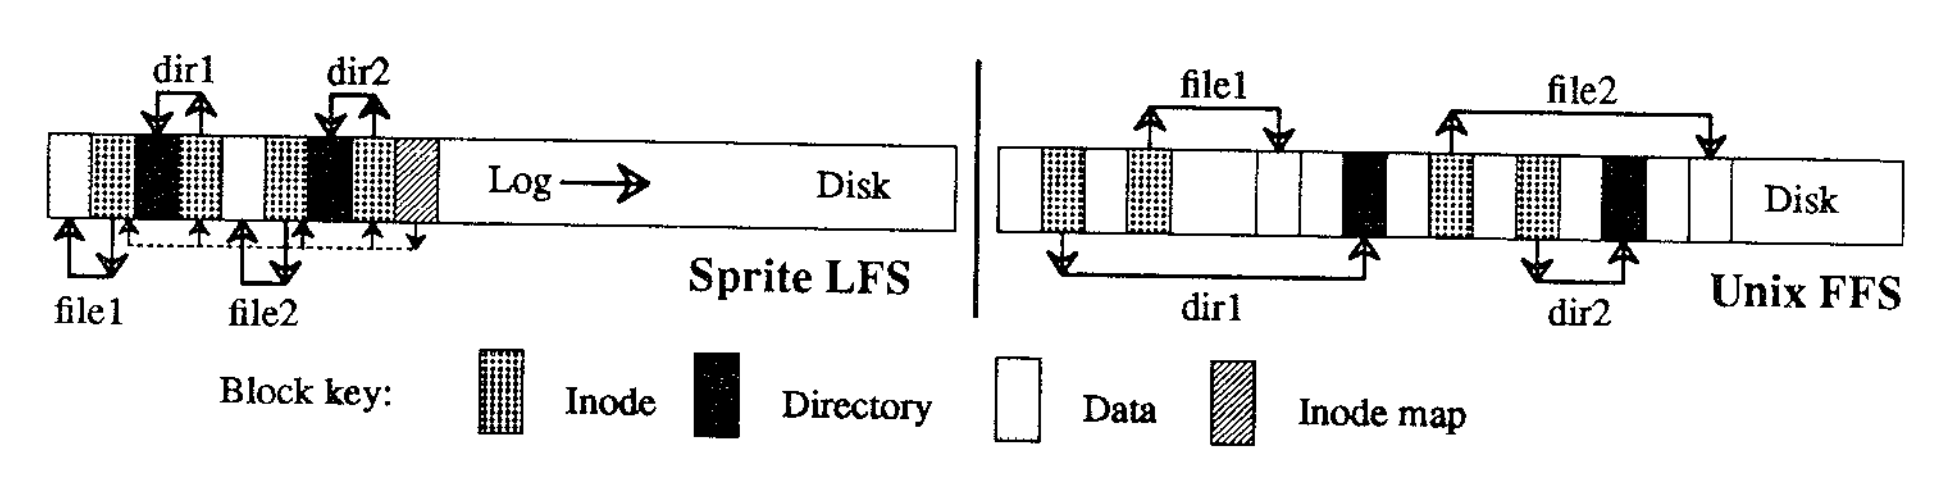 dir1 dir2
Log Disk
file1 file2
Sprite LFS
file1 file2
Disk
dir1 dir2
Unix FFS
Block key: Inode Directory Data Inode map